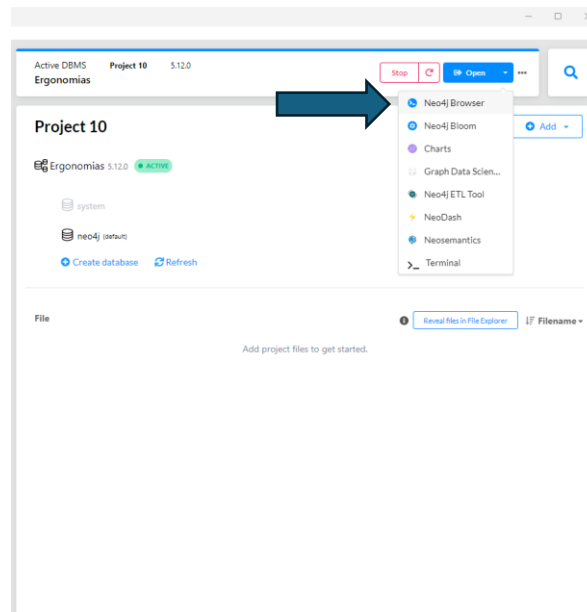 Active DBMS Project 10 5.12.0
Ergonomias
Stop Open
Neo4j Browser
Project 10
Neo4j Bloom
Add
Charts
Ergonomias 5.12.0 ACTIVE
Graph Data Scien...
Neo4j ETL Tool
system
NeoDash
neo4j (default)
Neosemantics
Create database Refresh
Terminal
File Reveal files in File Explorer Filename
Add project files to get started.